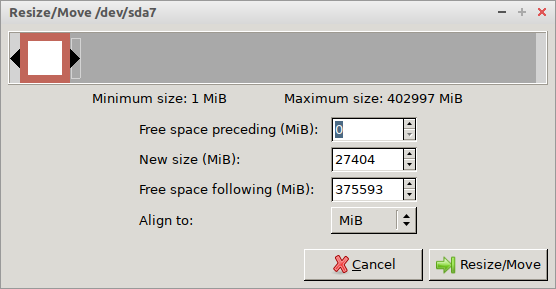 Resize/Move /dev/sda7
Minimum size: 1 MiB Maximum size: 402997 MiB
Free space preceding (MiB): 0
New size (MiB): 27404
Free space following (MiB): 375593
Align to: MiB
Cancel Resize/Move